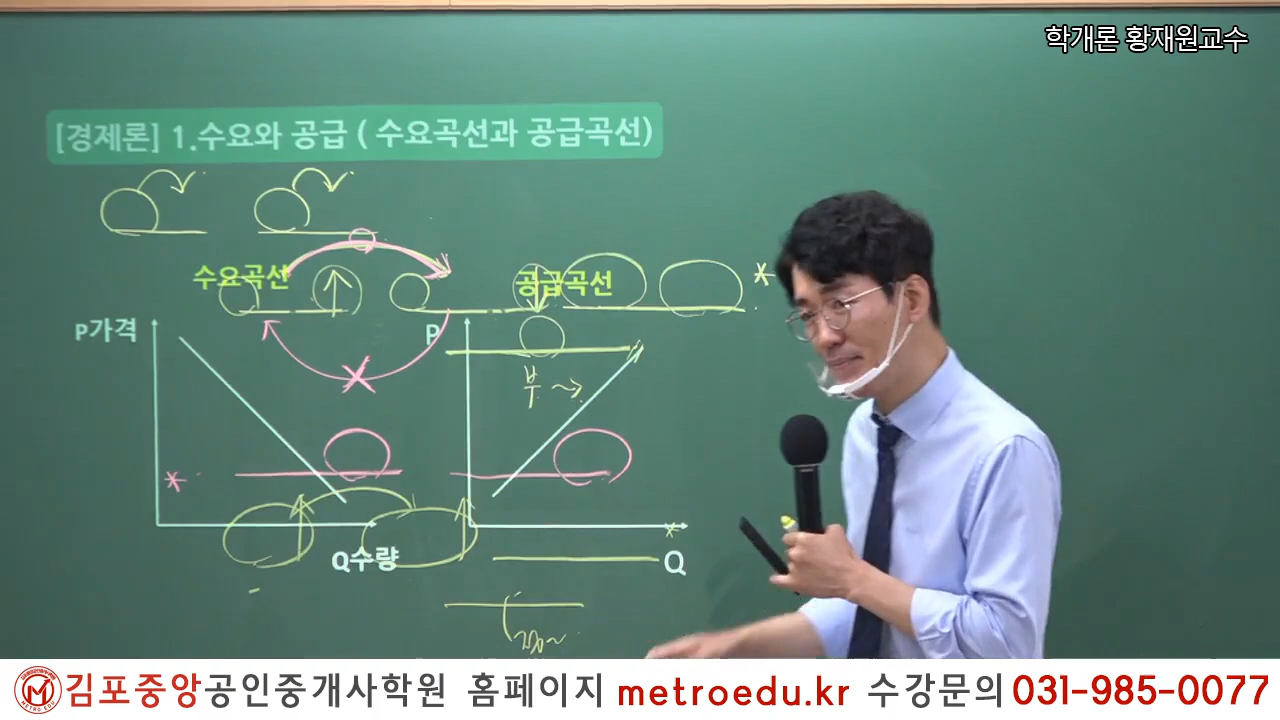 학개론 황재원교수
[경제론] 1.수요와 공급 ( 수요곡선과 공급곡선)
수요곡선
공급곡선
P가격
P
부
Q수량
Q
METRO EDU
김포중앙공인중개사학원 홈페이지 metroedu.kr 수강문의 031-985-0077